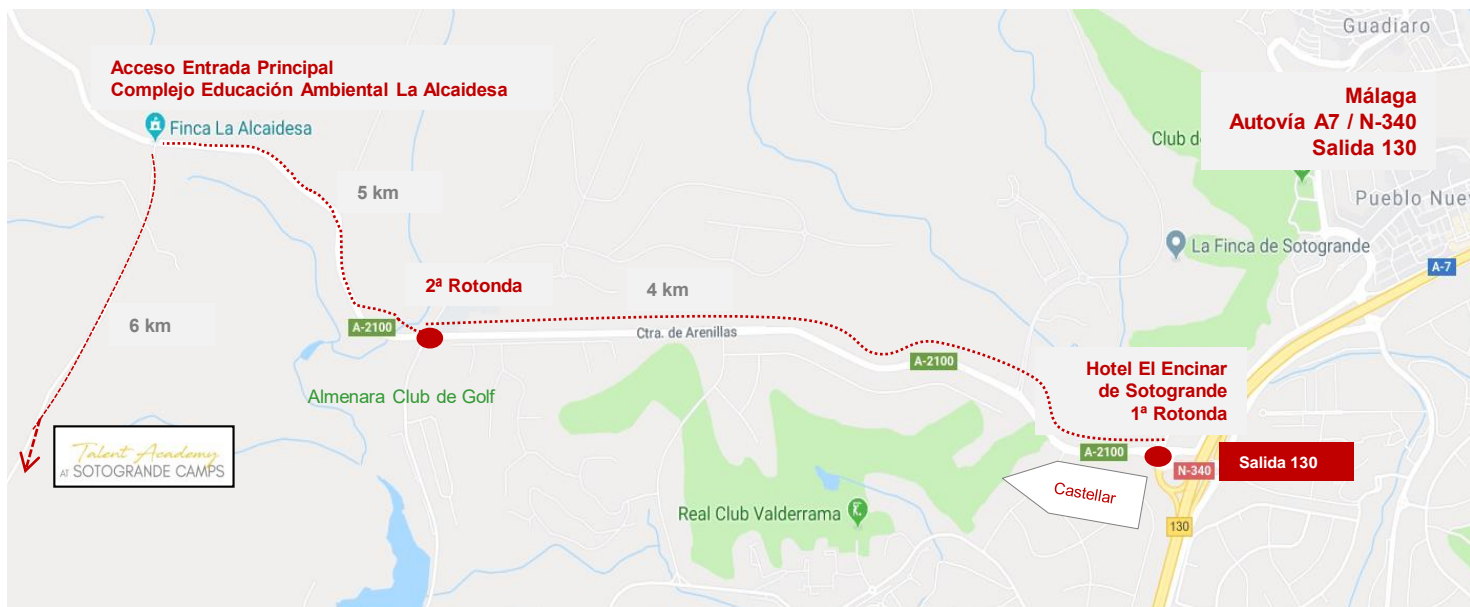 Guadiaro
Acceso Entrada Principal
Complejo Educación Ambiental La Alcaidesa
Málaga
Autovía A7 / N-340
Salida 130
Finca La Alcaidesa
Club d
5 km
Pueblo Nuev
La Finca de Sotogrande
A-7
2ª Rotonda
4 km
6 km
A-2100
Ctra. de Arenillas
A-2100
Hotel El Encinar
de Sotogrande
1ª Rotonda
Almenara Club de Golf
Talent Academy
AT SOTOGRANDE CAMPS
A-2100
N-340
Salida 130
Castellar
Real Club Valderrama
130